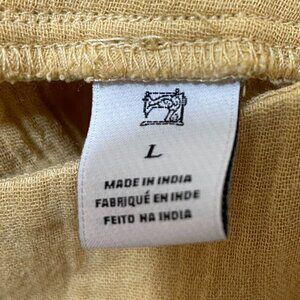 L
MADE IN INDIA
FABRIQUÉ EN INDE
FEITO NA INDIA